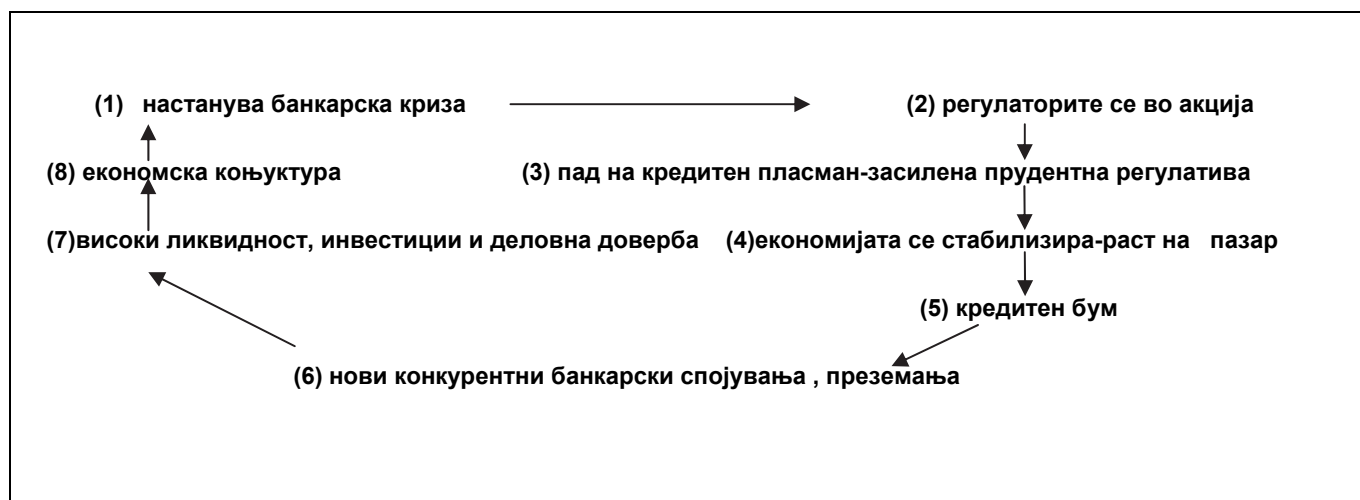 (1) настанува банкарска криза
(2) регулаторите се во акција
(8) економска коњуктура
(3) пад на кредитен пласман-засилена прудентна регулатива
(7)високи ликвидност, инвестиции и деловна доверба
(4)економијата се стабилизира-раст на пазар
(5) кредитен бум
(6) нови конкурентни банкарски спојувања , преземања